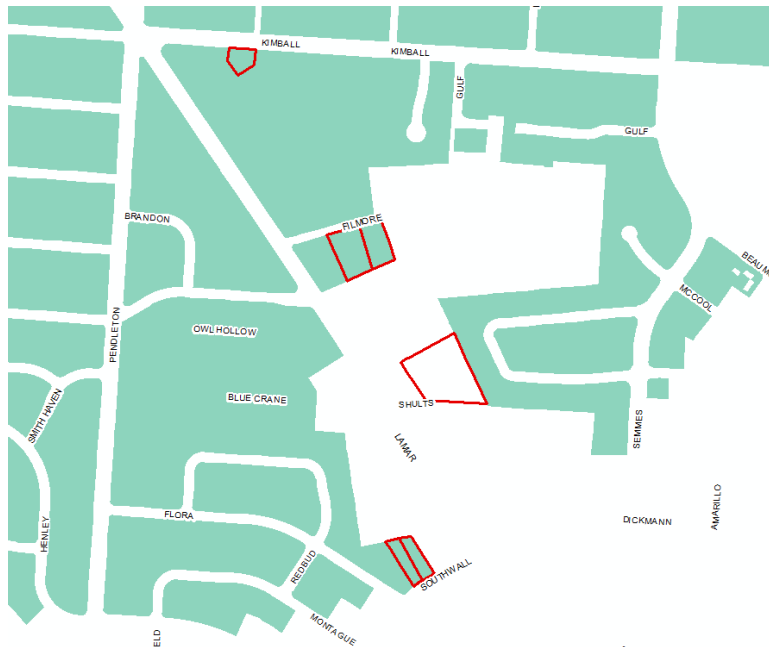 KIMBALL
KIMBALL
GULF
GULF
BRANDON
FILMORE
BEAUM
MCCOOL
PENDLETON
OWL HOLLOW
SMITH HAVEN
BLUE CRANE
SHULTS
SEMMES
LAMAR
AMARILLO
DICKMANN
FLORA
HENLEY
REDBUD
SOUTHWALL
MONTAGUE
ELD